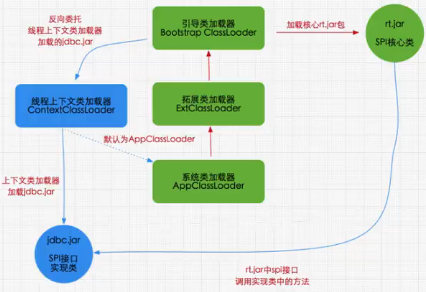 反向委托
线程上下文类加载器
加载的jdbc.jar
引导类加载器
Bootstrap ClassLoader
加载核心rt.jar包
rt.jar
SPI核心类
线程上下文类加载器
ContextClassLoader
拓展类加载器
ExtClassLoader
默认为AppClassLoader
系统类加载器
AppClassLoader
上下文类加载器
加载jdbc.jar
jdbc.jar
SPI接口
实现类
rt.jar中spi接口
调用实现类中的方法